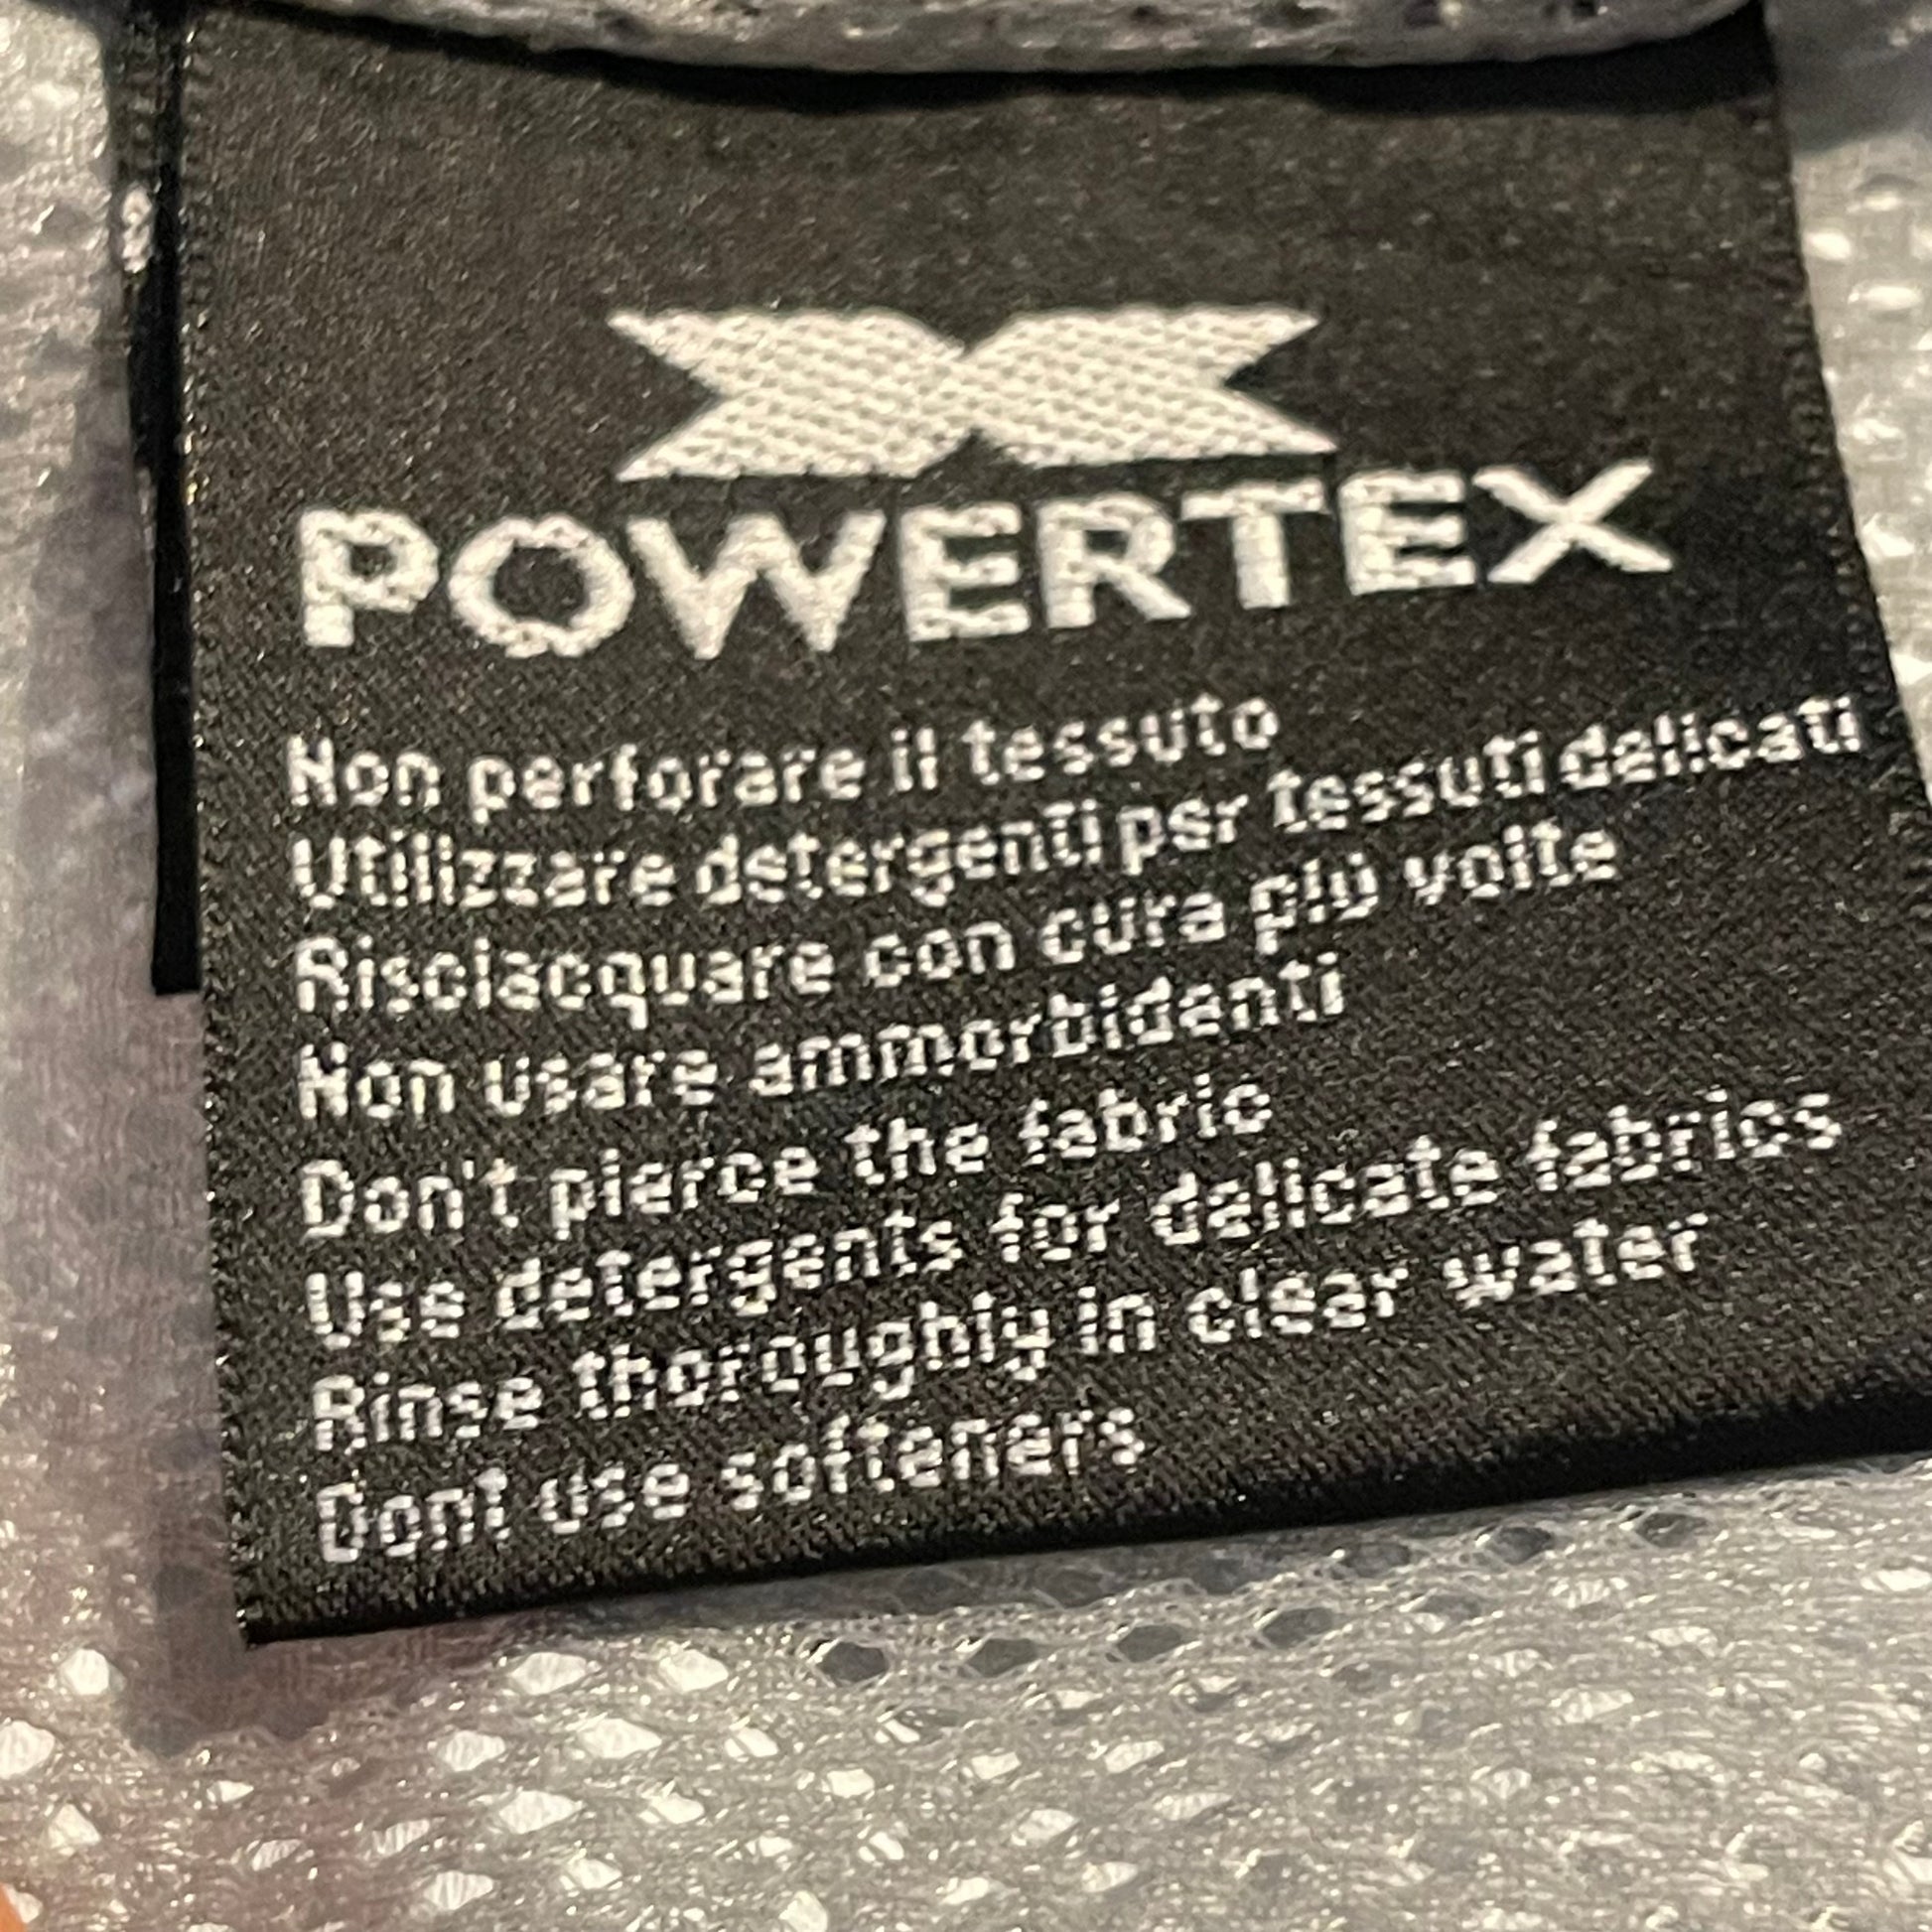 POWERTEX
Non perforare il tessuto
Utilizzare detergenti per tessuti delicati
Risciacquare con cura più volte
Non usare ammorbidenti
Don't pierce the fabric
Use detergents for delicate fabrics
Rinse thoroughly in clear water
Dont use softeners